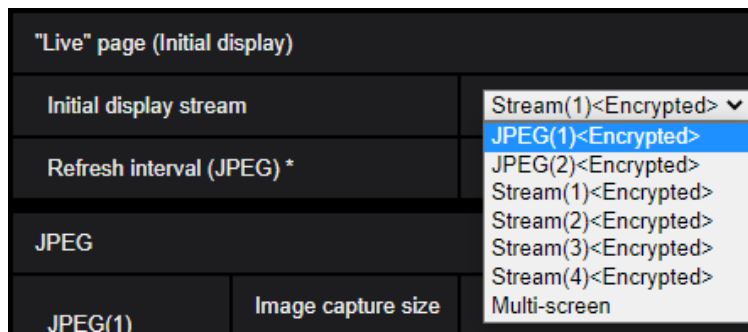 "Live" page (Initial display)
Initial display stream
Stream(1)<Encrypted>
JPEG(1)<Encrypted>
Refresh interval (JPEG) *
JPEG(2)<Encrypted>
Stream(1)<Encrypted>
Stream(2)<Encrypted>
JPEG
Stream(3)<Encrypted>
Stream(4)<Encrypted>
Image capture size
Multi-screen
JPEG(1)